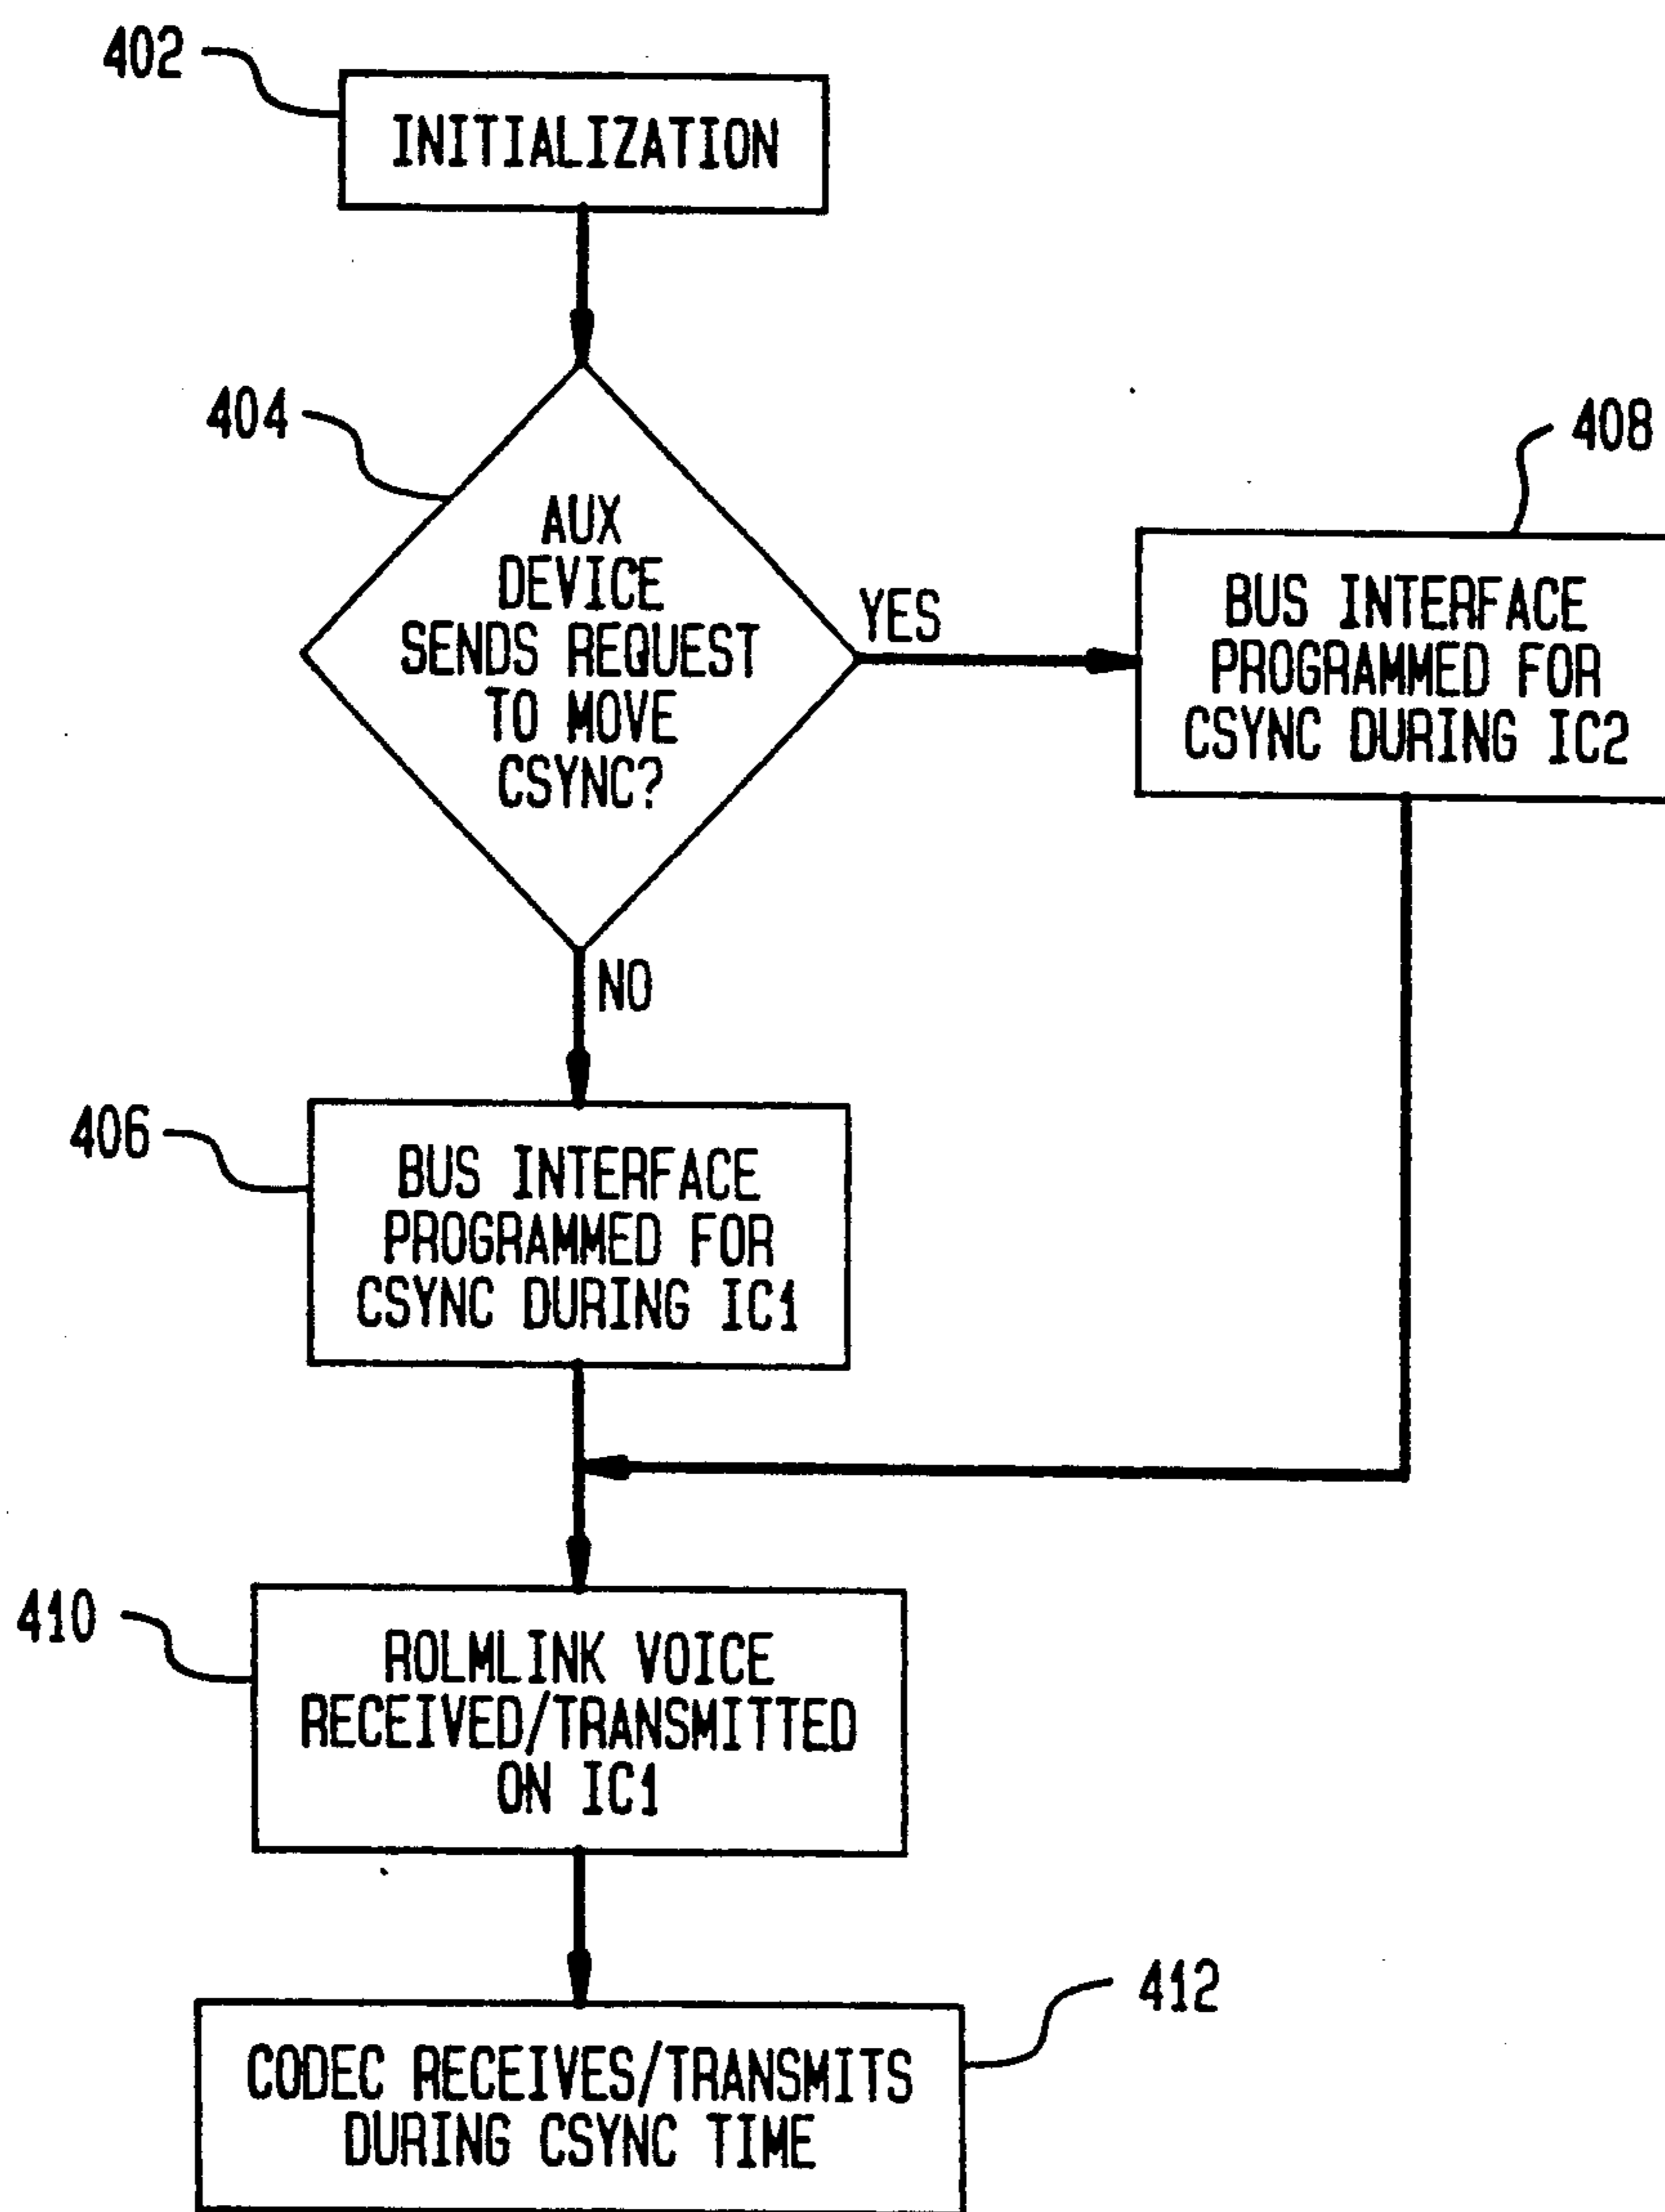 402
INITIALIZATION
404
AUX
DEVICE
SENDS REQUEST
TO MOVE
CSYNC?
YES
408
BUS INTERFACE
PROGRAMMED FOR
CSYNC DURING IC2
NO
406
BUS INTERFACE
PROGRAMMED FOR
CSYNC DURING IC1
410
ROLMLINK VOICE
RECEIVED/TRANSMITTED
ON IC1
412
CODEC RECEIVES/TRANSMITS
DURING CSYNC TIME